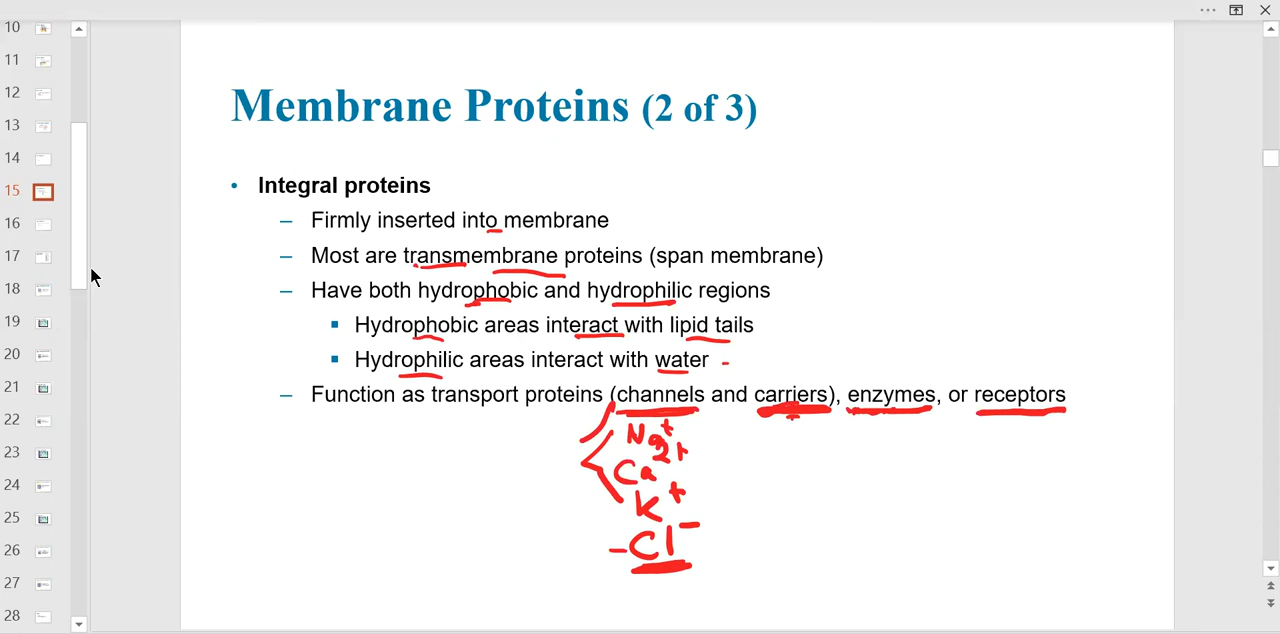 10
11
12
13
14
15
16
17
18
19
20
21
22
23
24
25
26
27
28
Membrane Proteins (2 of 3)
• Integral proteins
– Firmly inserted into membrane
– Most are transmembrane proteins (span membrane)
– Have both hydrophobic and hydrophilic regions
▪ Hydrophobic areas interact with lipid tails
▪ Hydrophilic areas interact with water
– Function as transport proteins (channels and carriers), enzymes, or receptors
Na+
Ca2+
K+
-Cl-